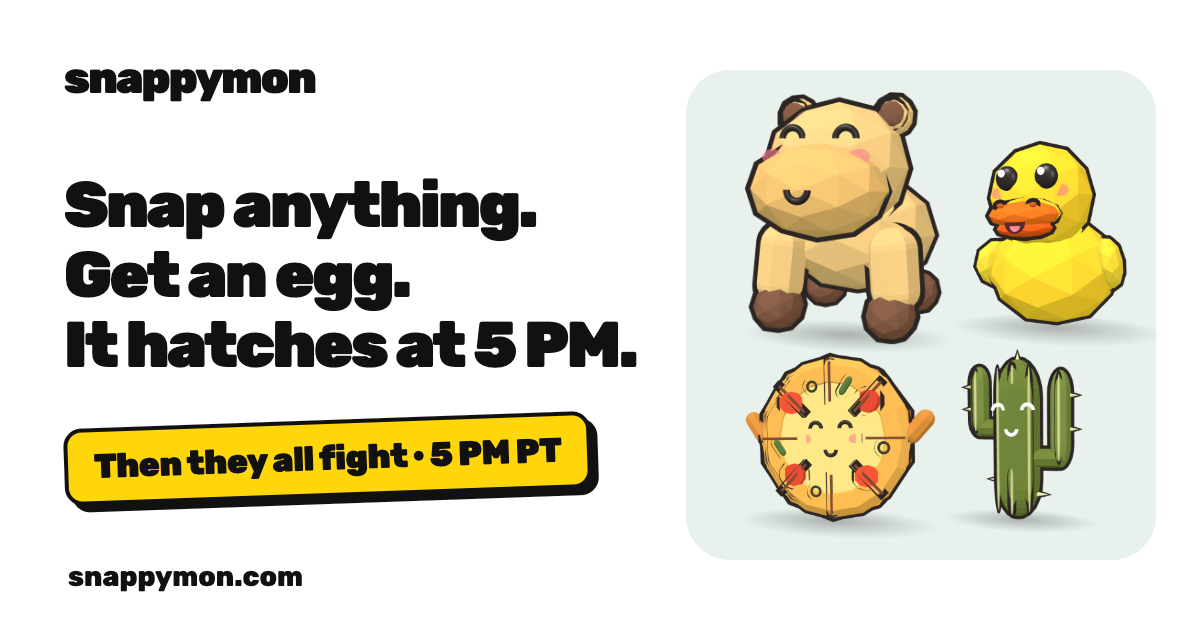 snappymon
Snap anything.
Get an egg.
It hatches at 5 PM.
Then they all fight • 5 PM PT
snappymon.com